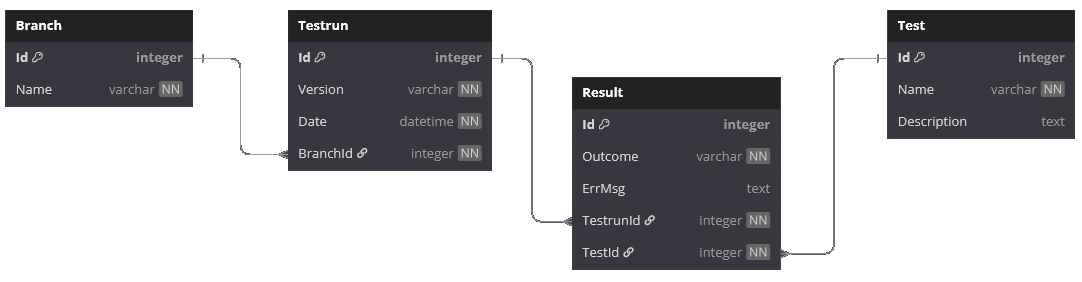 Branch
Id integer
Name varchar NN
Testrun
Id integer
Version varchar NN
Date datetime NN
BranchId integer NN
Result
Id integer
Outcome varchar NN
ErrMsg text
TestrunId integer NN
TestId integer NN
Test
Id integer
Name varchar NN
Description text